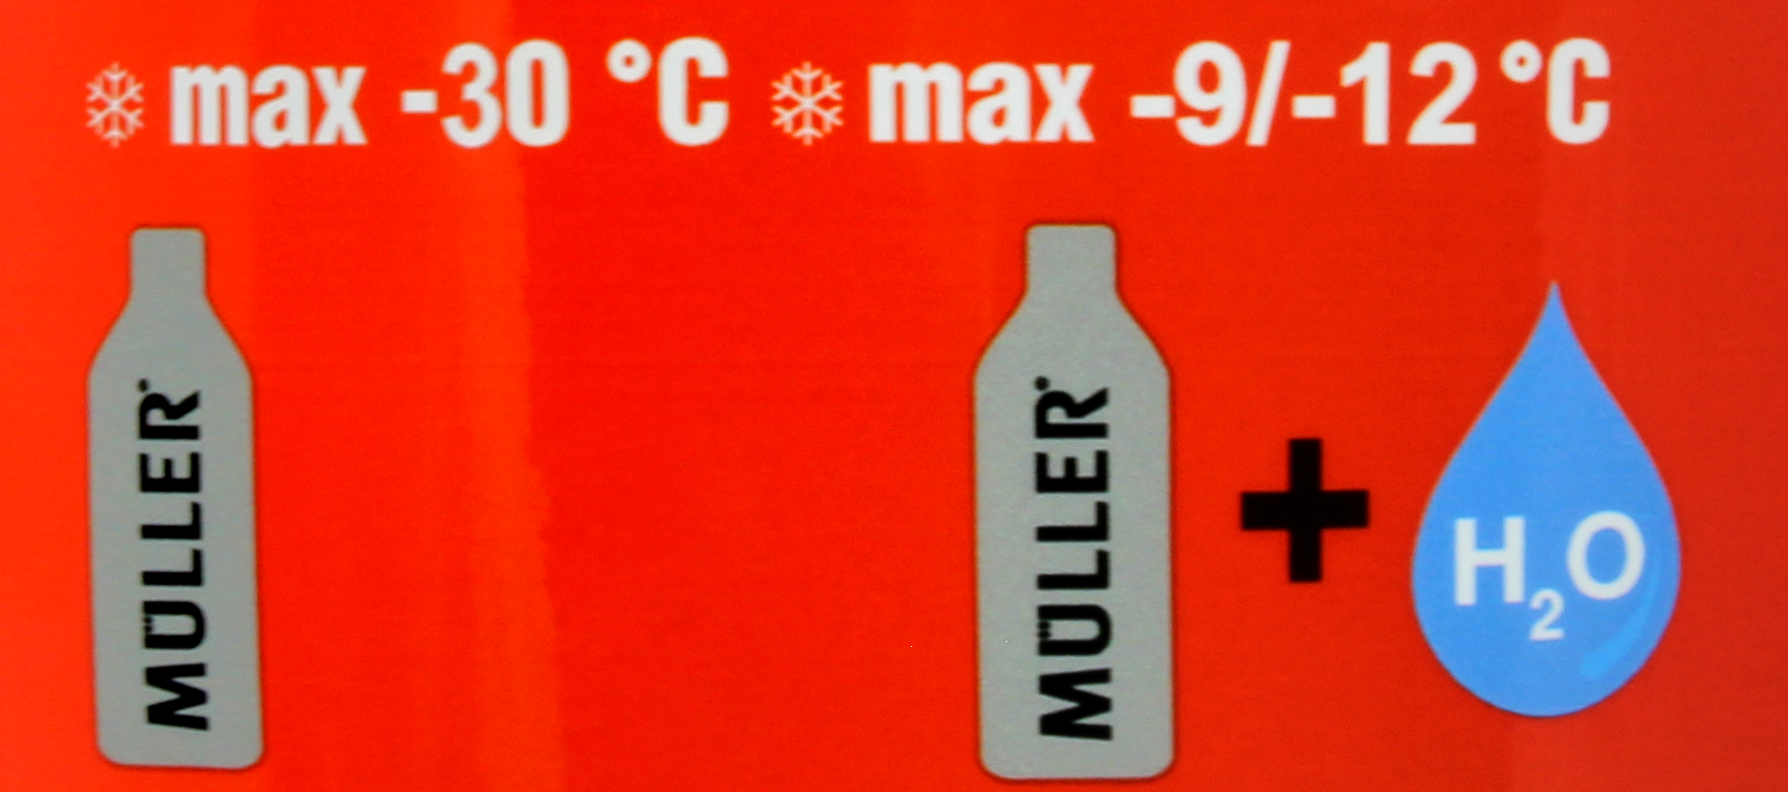 max -30 °C max -9/-12 °C
MÜLLER MÜLLER + H₂O